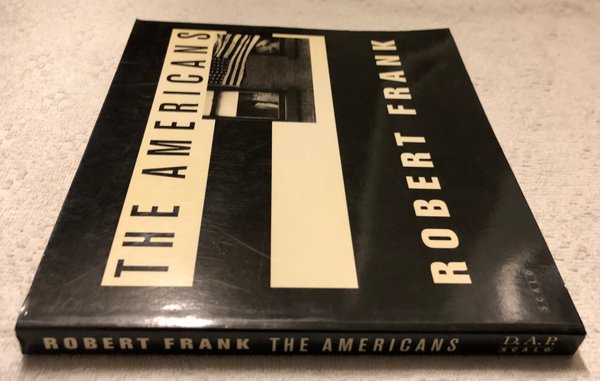 THE AMERICANS
ROBERT FRANK
SCALO
ROBERT FRANK THE AMERICANS
D.A.P.
SCALO